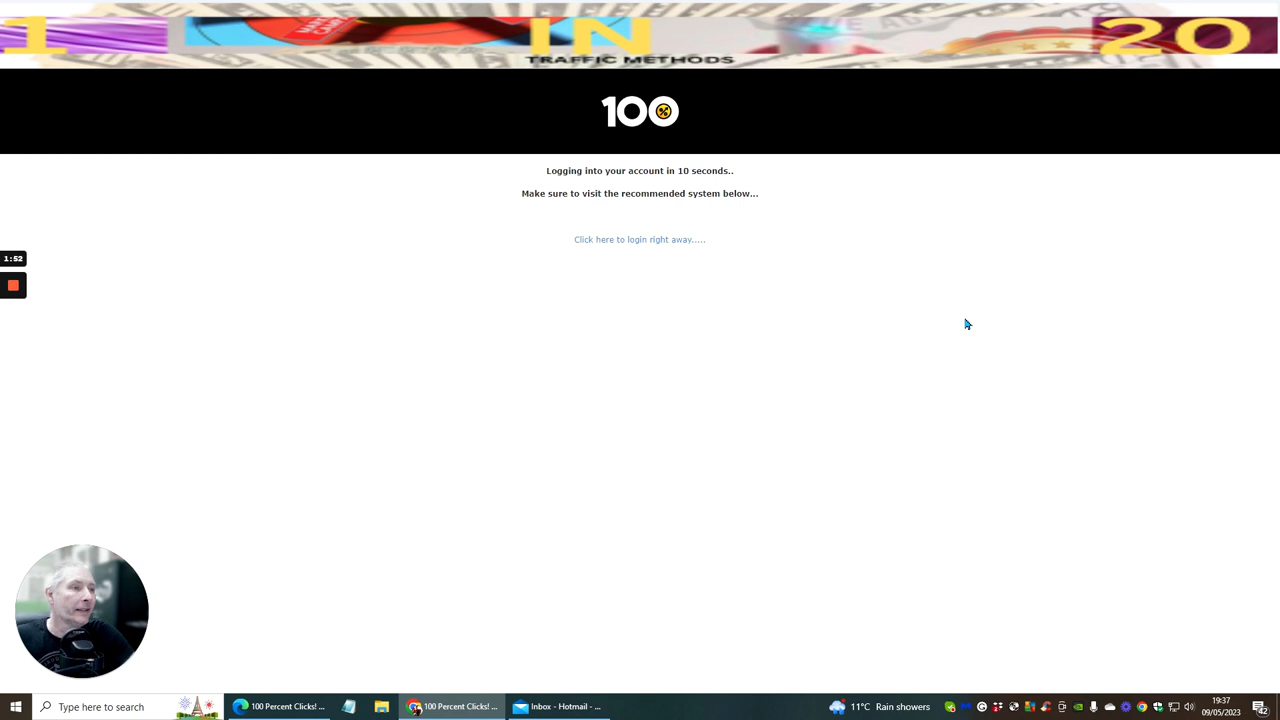 1 IN 20
TRAFFIC METHODS
100
Logging into your account in 10 seconds..
Make sure to visit the recommended system below...
Click here to login right away.....
1:52
Type here to search
100 Percent Clicks! ...
100 Percent Clicks! ...
Inbox - Hotmail - ...
11°C Rain showers
19:37
09/05/2023
2